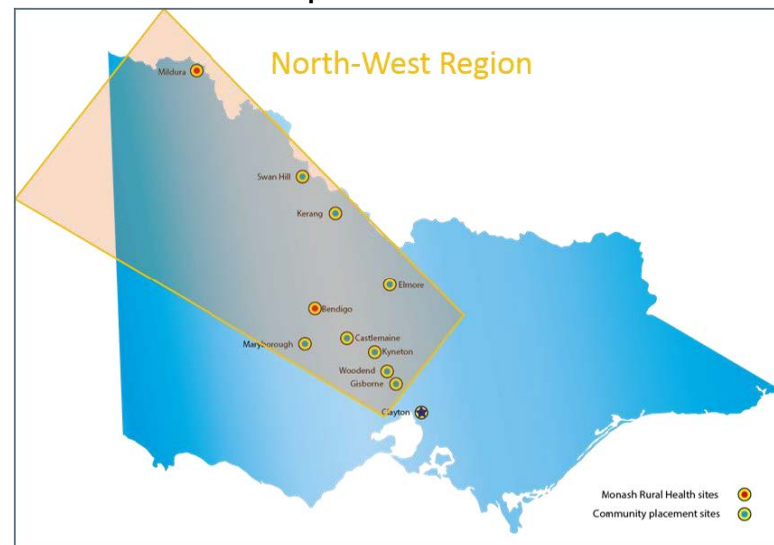 North-West Region
Mildura
Swan Hill
Kerang
Elmore
Bendigo
Castlemaine
Maryborough
Kyneton
Woodend
Gisborne
Clayton
Monash Rural Health sites
Community placement sites